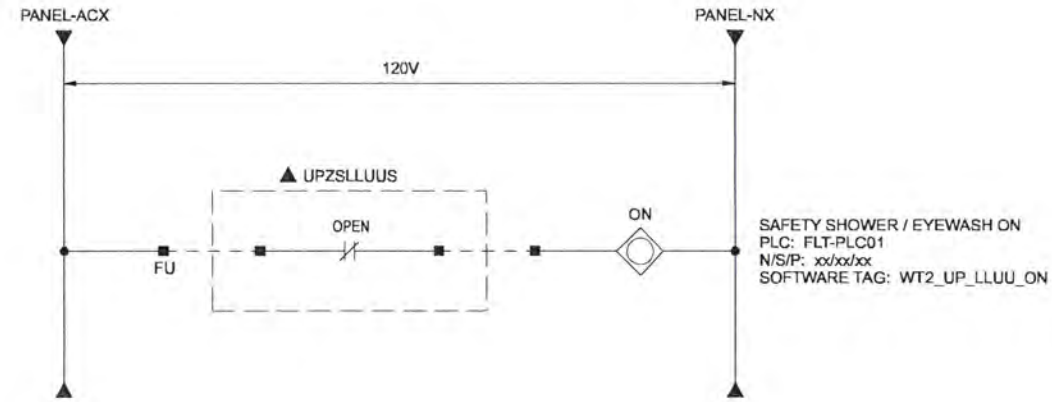 PANEL-ACX
PANEL-NX
120V
UPZSLLUUS
OPEN
FU
ON
SAFETY SHOWER / EYEWASH ON
PLC: FLT-PLC01
N/S/P: xx/xx/xx
SOFTWARE TAG: WT2_UP_LLUU_ON